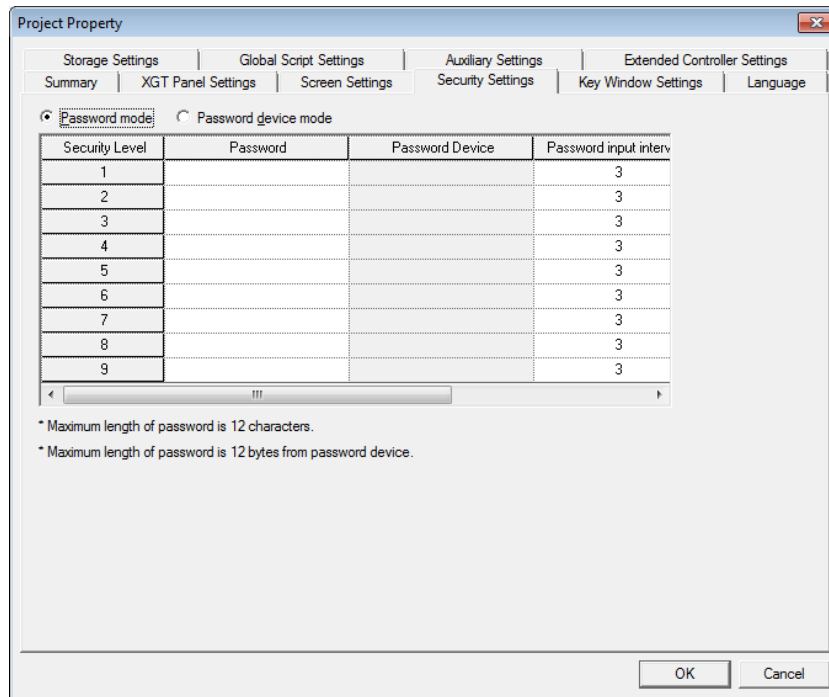 Project Property
Storage Settings Global Script Settings Auxiliary Settings Extended Controller Settings
Summary XGT Panel Settings Screen Settings Security Settings Key Window Settings Language
Password mode Password device mode
Security Level Password Password Device Password input interv
1 3
2 3
3 3
4 3
5 3
6 3
7 3
8 3
9 3
* Maximum length of password is 12 characters.
* Maximum length of password is 12 bytes from password device.
OK Cancel